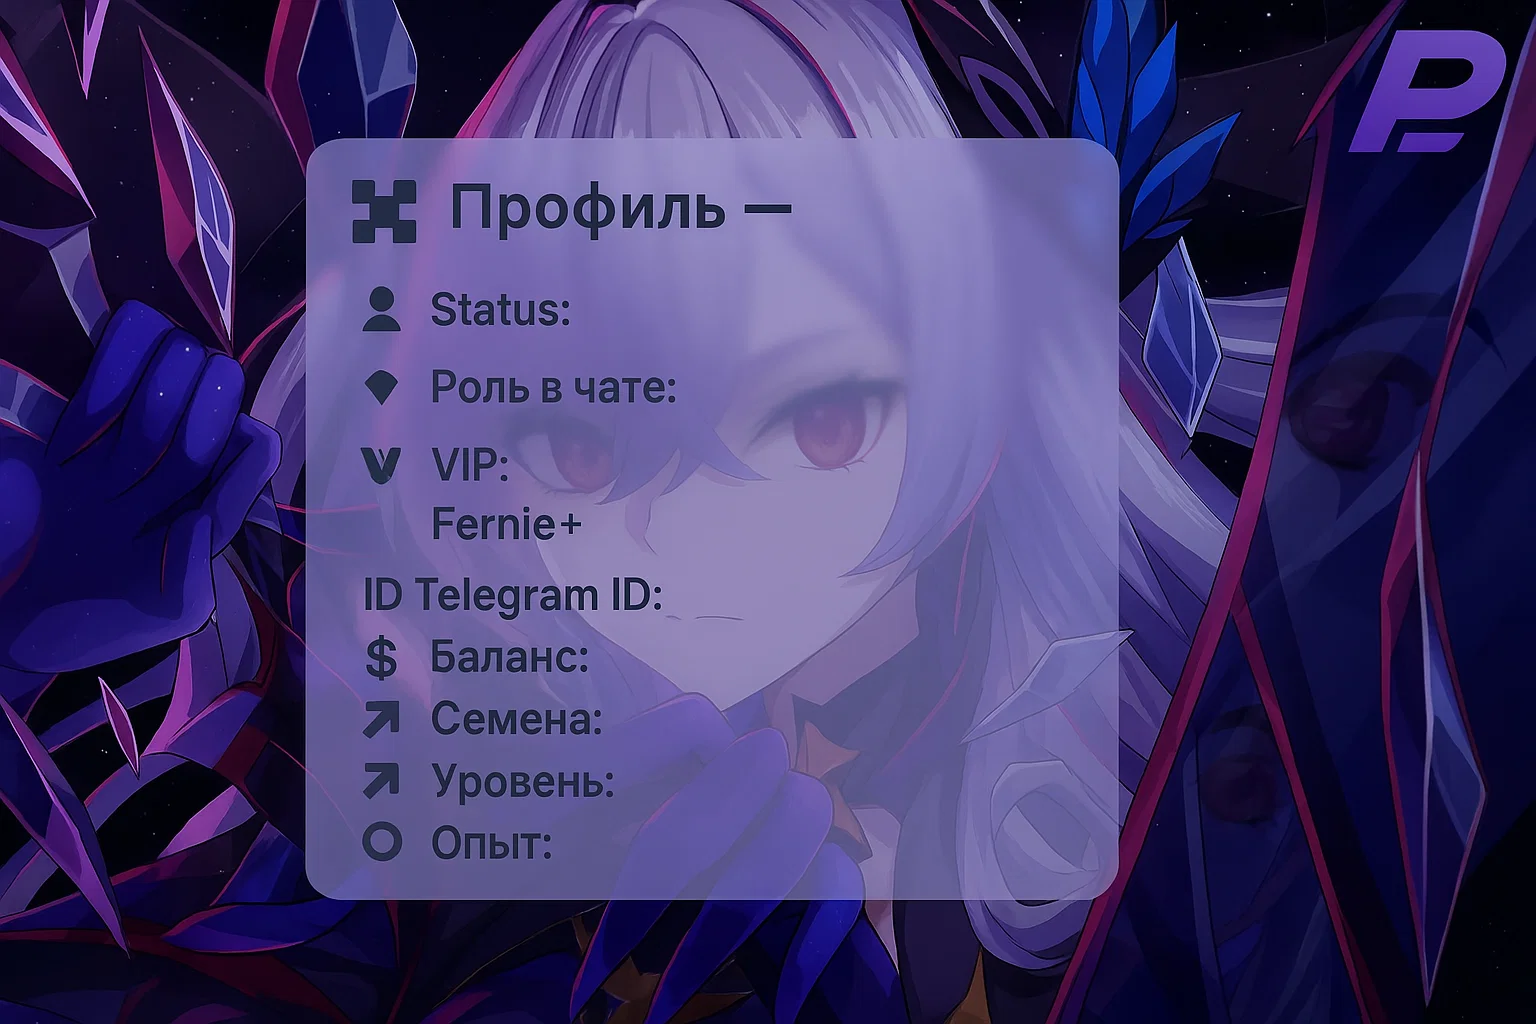 Профиль —
Status:
Роль в чате:
VIP:
Fernie+
ID Telegram ID:
Баланс:
Семена:
Уровень:
Опыт: